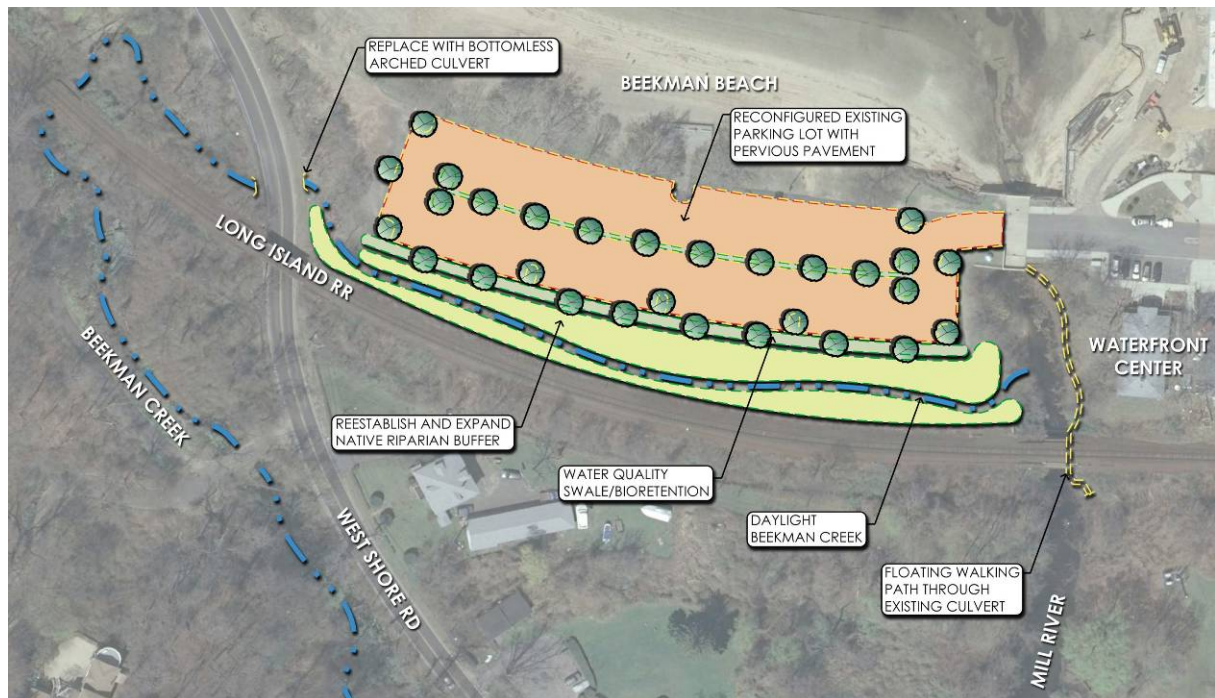 REPLACE WITH BOTTOMLESS
ARCHED CULVERT
BEEKMAN BEACH
RECONFIGURED EXISTING
PARKING LOT WITH
PERVIOUS PAVEMENT
LONG ISLAND RR
BEEKMAN CREEK
WATERFRONT
CENTER
REESTABLISH AND EXPAND
NATIVE RIPARIAN BUFFER
WATER QUALITY
SWALE/BIORETENTION
WEST SHORE RD
DAYLIGHT
BEEKMAN CREEK
FLOATING WALKING
PATH THROUGH
EXISTING CULVERT
MILL RIVER